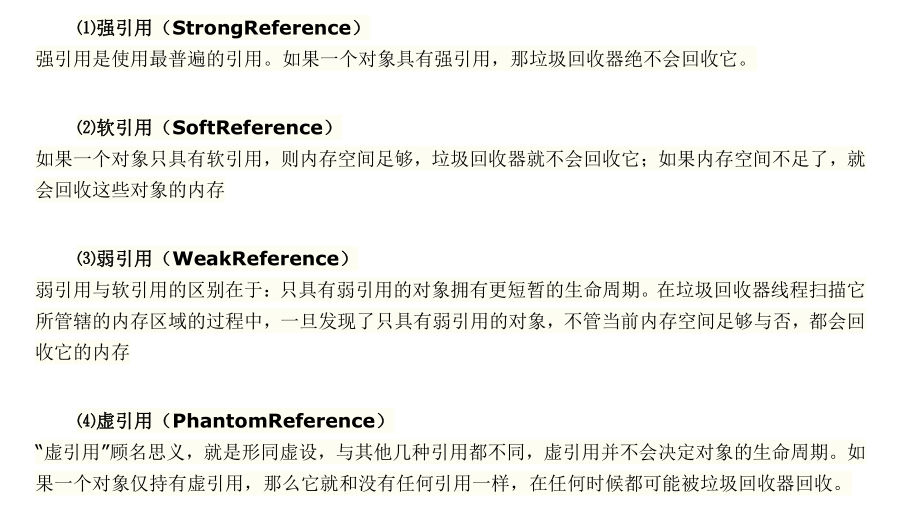 ⑴强引用（StrongReference）
强引用是使用最普遍的引用。如果一个对象具有强引用，那垃圾回收器绝不会回收它。
⑵软引用（SoftReference）
如果一个对象只具有软引用，则内存空间足够，垃圾回收器就不会回收它；如果内存空间不足了，就
会回收这些对象的内存
⑶弱引用（WeakReference）
弱引用与软引用的区别在于：只具有弱引用的对象拥有更短暂的生命周期。在垃圾回收器线程扫描它
所管辖的内存区域的过程中，一旦发现了只具有弱引用的对象，不管当前内存空间足够与否，都会回
收它的内存
⑷虚引用（PhantomReference）
“虚引用”顾名思义，就是形同虚设，与其他几种引用都不同，虚引用并不会决定对象的生命周期。如
果一个对象仅持有虚引用，那么它就和没有任何引用一样，在任何时候都可能被垃圾回收器回收。